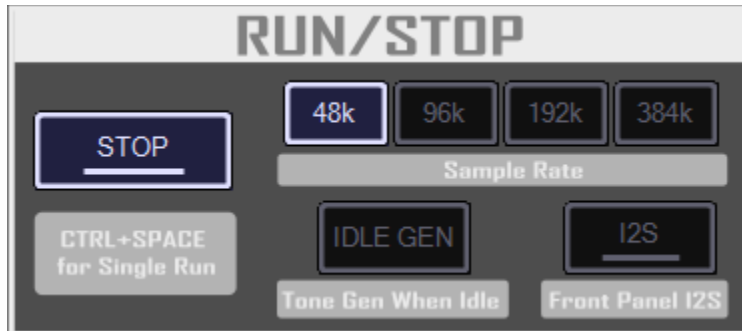 RUN/STOP
STOP
48k 96k 192k 384k
Sample Rate
CTRL+SPACE
for Single Run
IDLE GEN
I2S
Tone Gen When Idle
Front Panel I2S